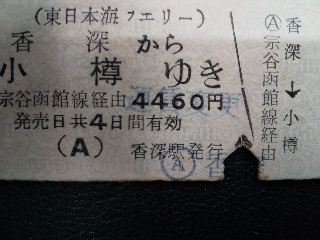 (東日本海フエリー)
香深から
小樽ゆき
宗谷函館線経由4460円
発売日共4日間有効
(A) 香深駅発行
Ⓐ
香深→小樽
Ⓐ宗谷函館線経由